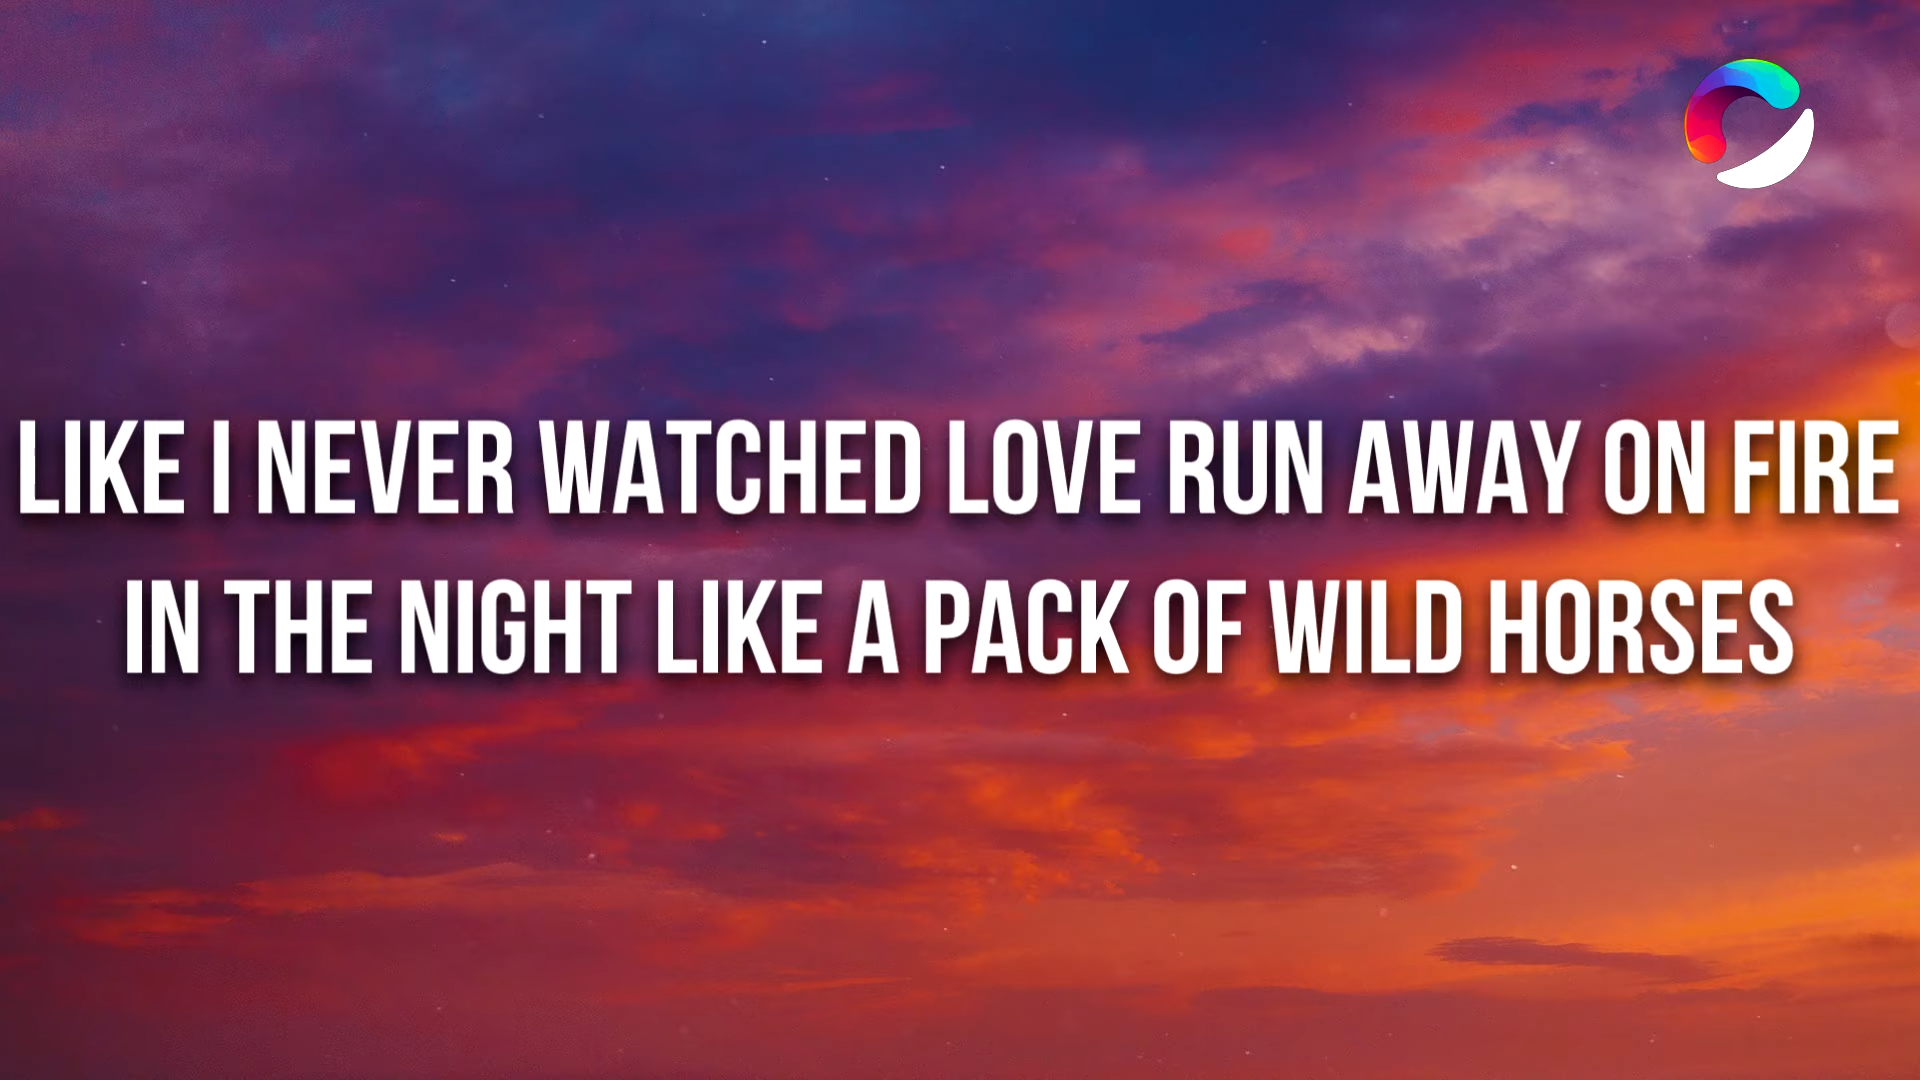 LIKE I NEVER WATCHED LOVE RUN AWAY ON FIRE
IN THE NIGHT LIKE A PACK OF WILD HORSES